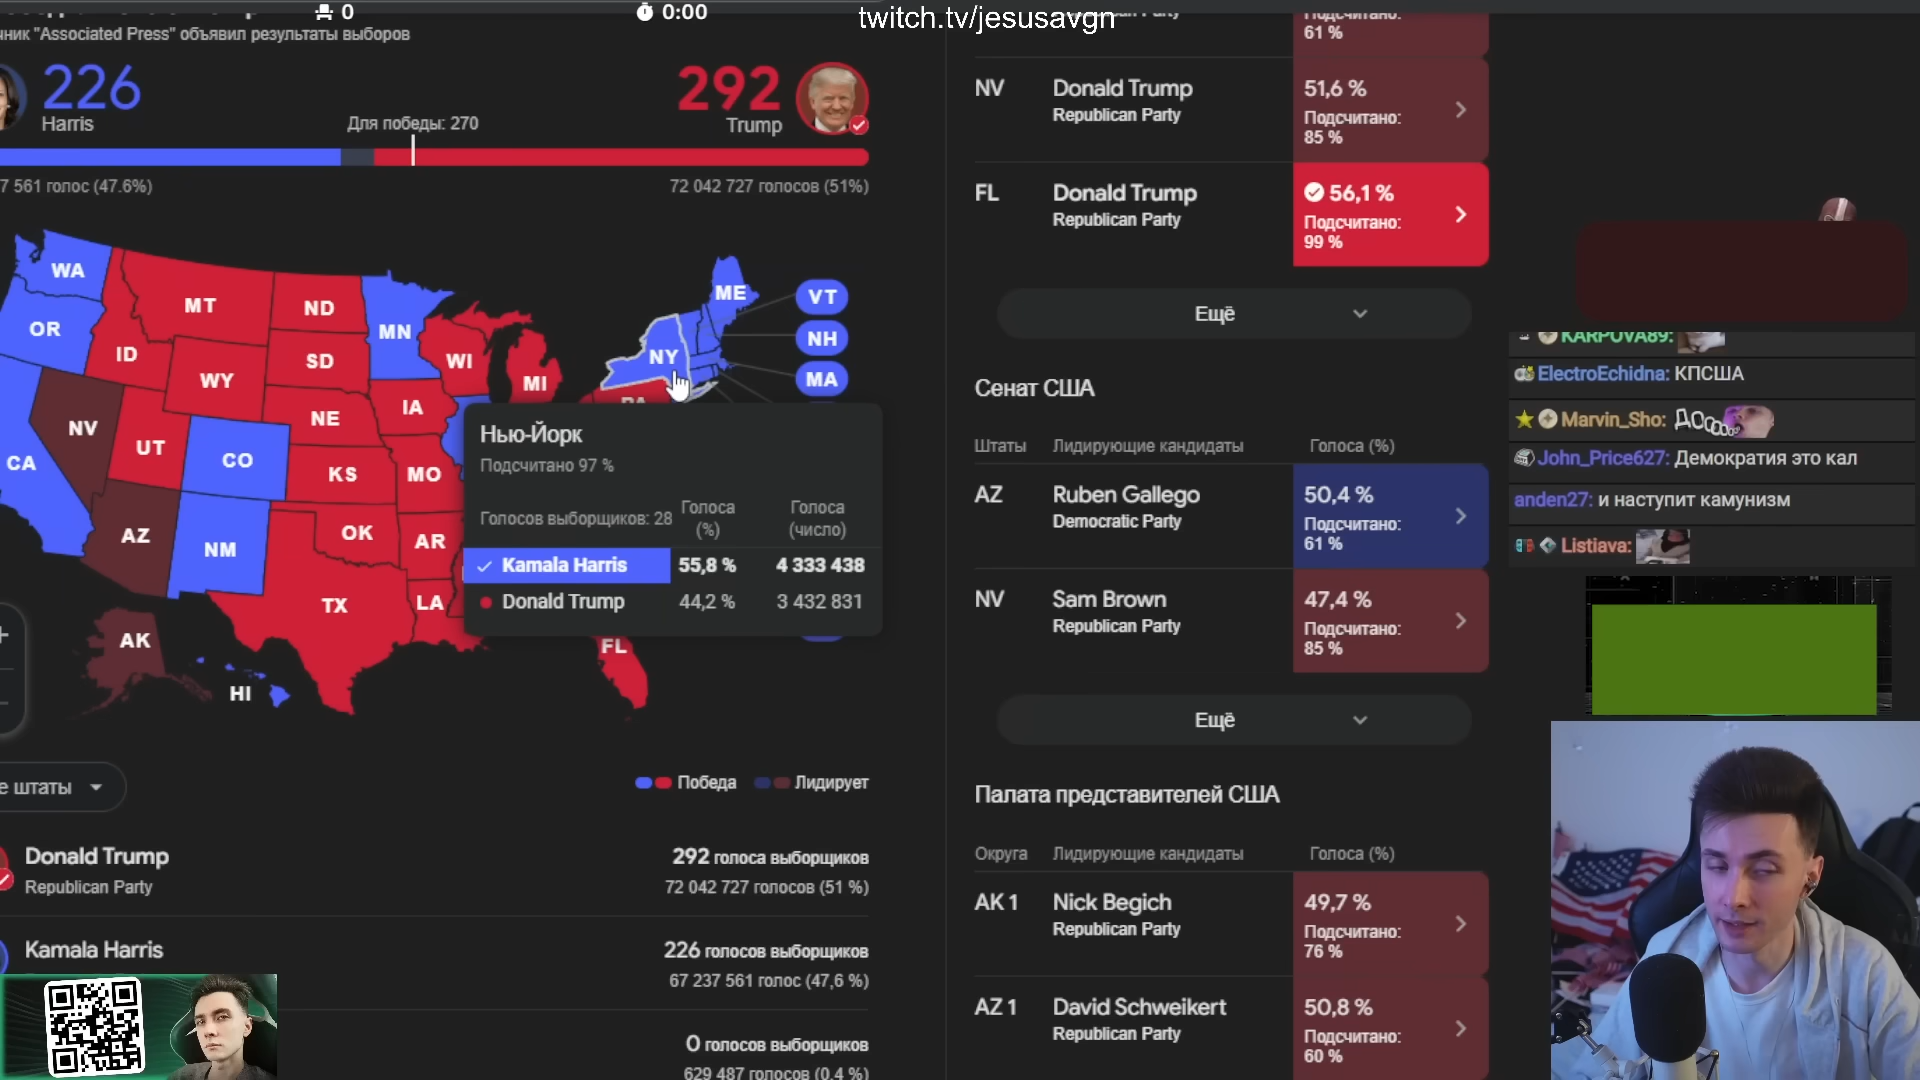 0
0:00
twitch.tv/jesusavgn
"Associated Press" объявил результаты выборов
226
Harris
292
Trump
Для победы: 270
7 561 голос (47.6%)
72 042 727 голосов (51%)
WA
OR
CA
NV
ID
MT
WY
UT
AZ
CO
NM
ND
SD
NE
KS
OK
TX
MN
IA
MO
AR
LA
WI
MI
NY
ME
VT
NH
MA
AK
HI
FL
Нью-Йорк
Подсчитано 97 %
Голосов выборщиков: 28
Голоса (%)
Голоса (число)
Kamala Harris 55,8 % 4 333 438
Donald Trump 44,2 % 3 432 831
штаты
Победа
Лидирует
Donald Trump
292 голоса выборщиков
Republican Party
72 042 727 голосов (51 %)
Kamala Harris
226 голосов выборщиков
67 237 561 голос (47,6 %)
0 голосов выборщиков
629 487 голосов (0,4 %)
61 %
NV
Donald Trump
Republican Party
51,6 %
Подсчитано:
85 %
FL
Donald Trump
Republican Party
56,1 %
Подсчитано:
99 %
Ещё
Сенат США
Штаты Лидирующие кандидаты Голоса (%)
AZ
Ruben Gallego
Democratic Party
50,4 %
Подсчитано:
61 %
NV
Sam Brown
Republican Party
47,4 %
Подсчитано:
85 %
Ещё
Палата представителей США
Округа Лидирующие кандидаты Голоса (%)
AK 1
Nick Begich
Republican Party
49,7 %
Подсчитано:
76 %
AZ 1
David Schweikert
Republican Party
50,8 %
Подсчитано:
60 %
KARPOVA89:
ElectroEchidna: КПСША
Marvin_Sho:
John_Price627: Демократия это кал
anden27: и наступит камунизм
Listiava: